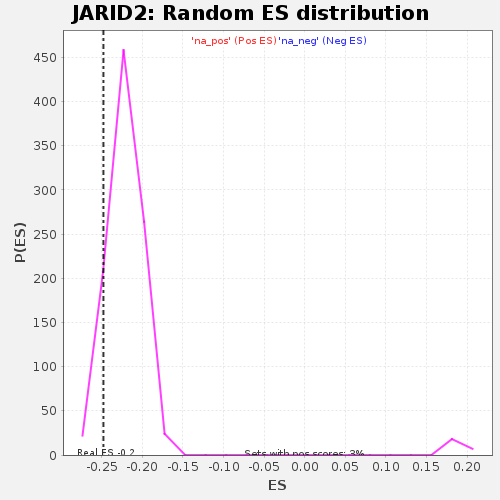 JARID2: Random ES distribution
'na_pos' (Pos ES) 'na_neg' (Neg ES)
P(ES)
450
400
350
300
250
200
150
100
50
0
Real ES -0.2
Sets with pos scores: 3%
-0.25 -0.20 -0.15 -0.10 -0.05 0.00 0.05 0.10 0.15 0.20
ES